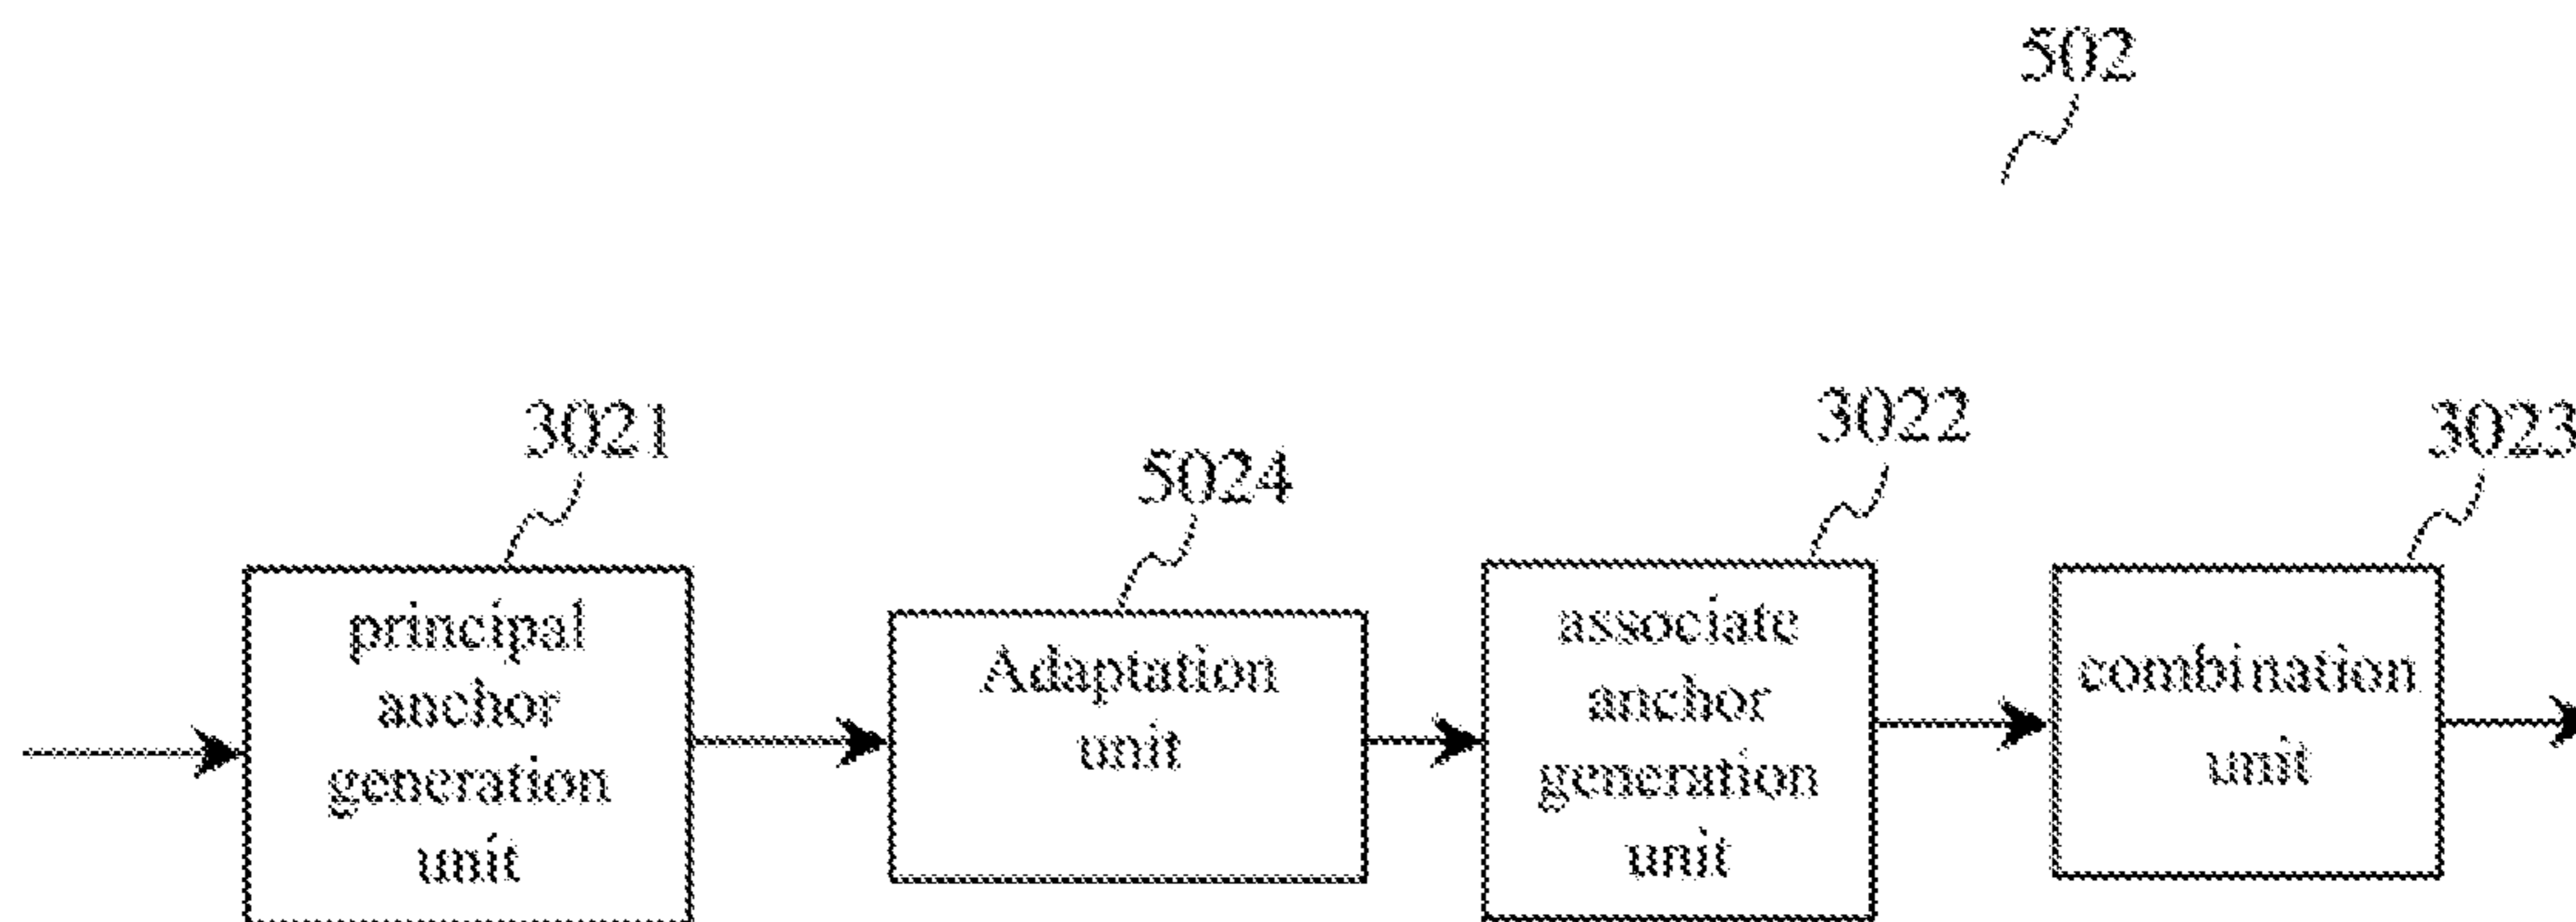 502
3021
5024
3022
3023
principal
anchor
generation
unit
Adaptation
unit
associate
anchor
generation
unit
combination
unit